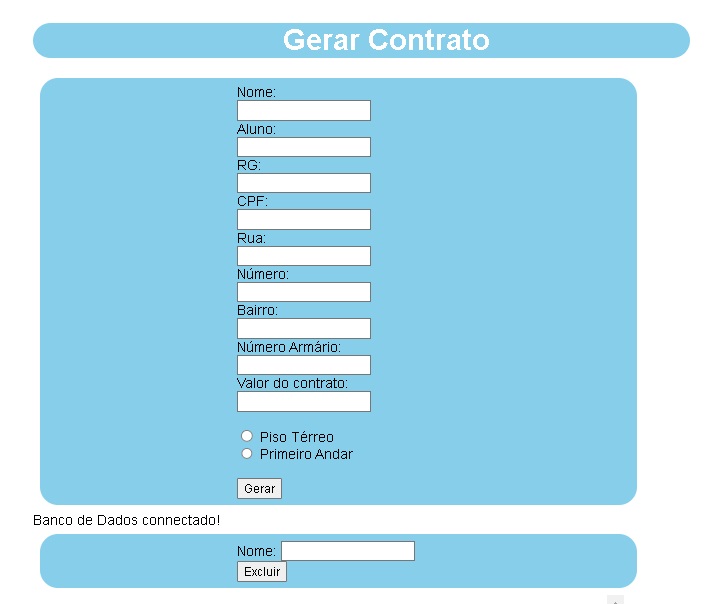 Gerar Contrato
Nome:
Aluno:
RG:
CPF:
Rua:
Número:
Bairro:
Número Armário:
Valor do contrato:
Piso Térreo
Primeiro Andar
Gerar
Banco de Dados connectado!
Nome:
Excluir